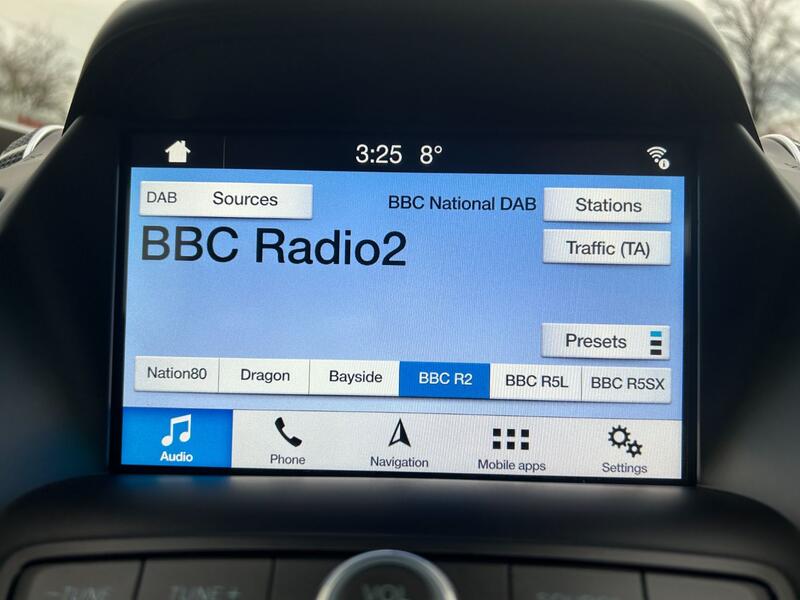 3:25 8°
DAB Sources
BBC National DAB
Stations
BBC Radio2
Traffic (TA)
Presets
Nation80 Dragon Bayside BBC R2 BBC R5L BBC R5SX
Audio Phone Navigation Mobile apps Settings
TUNE TUNE + VOL